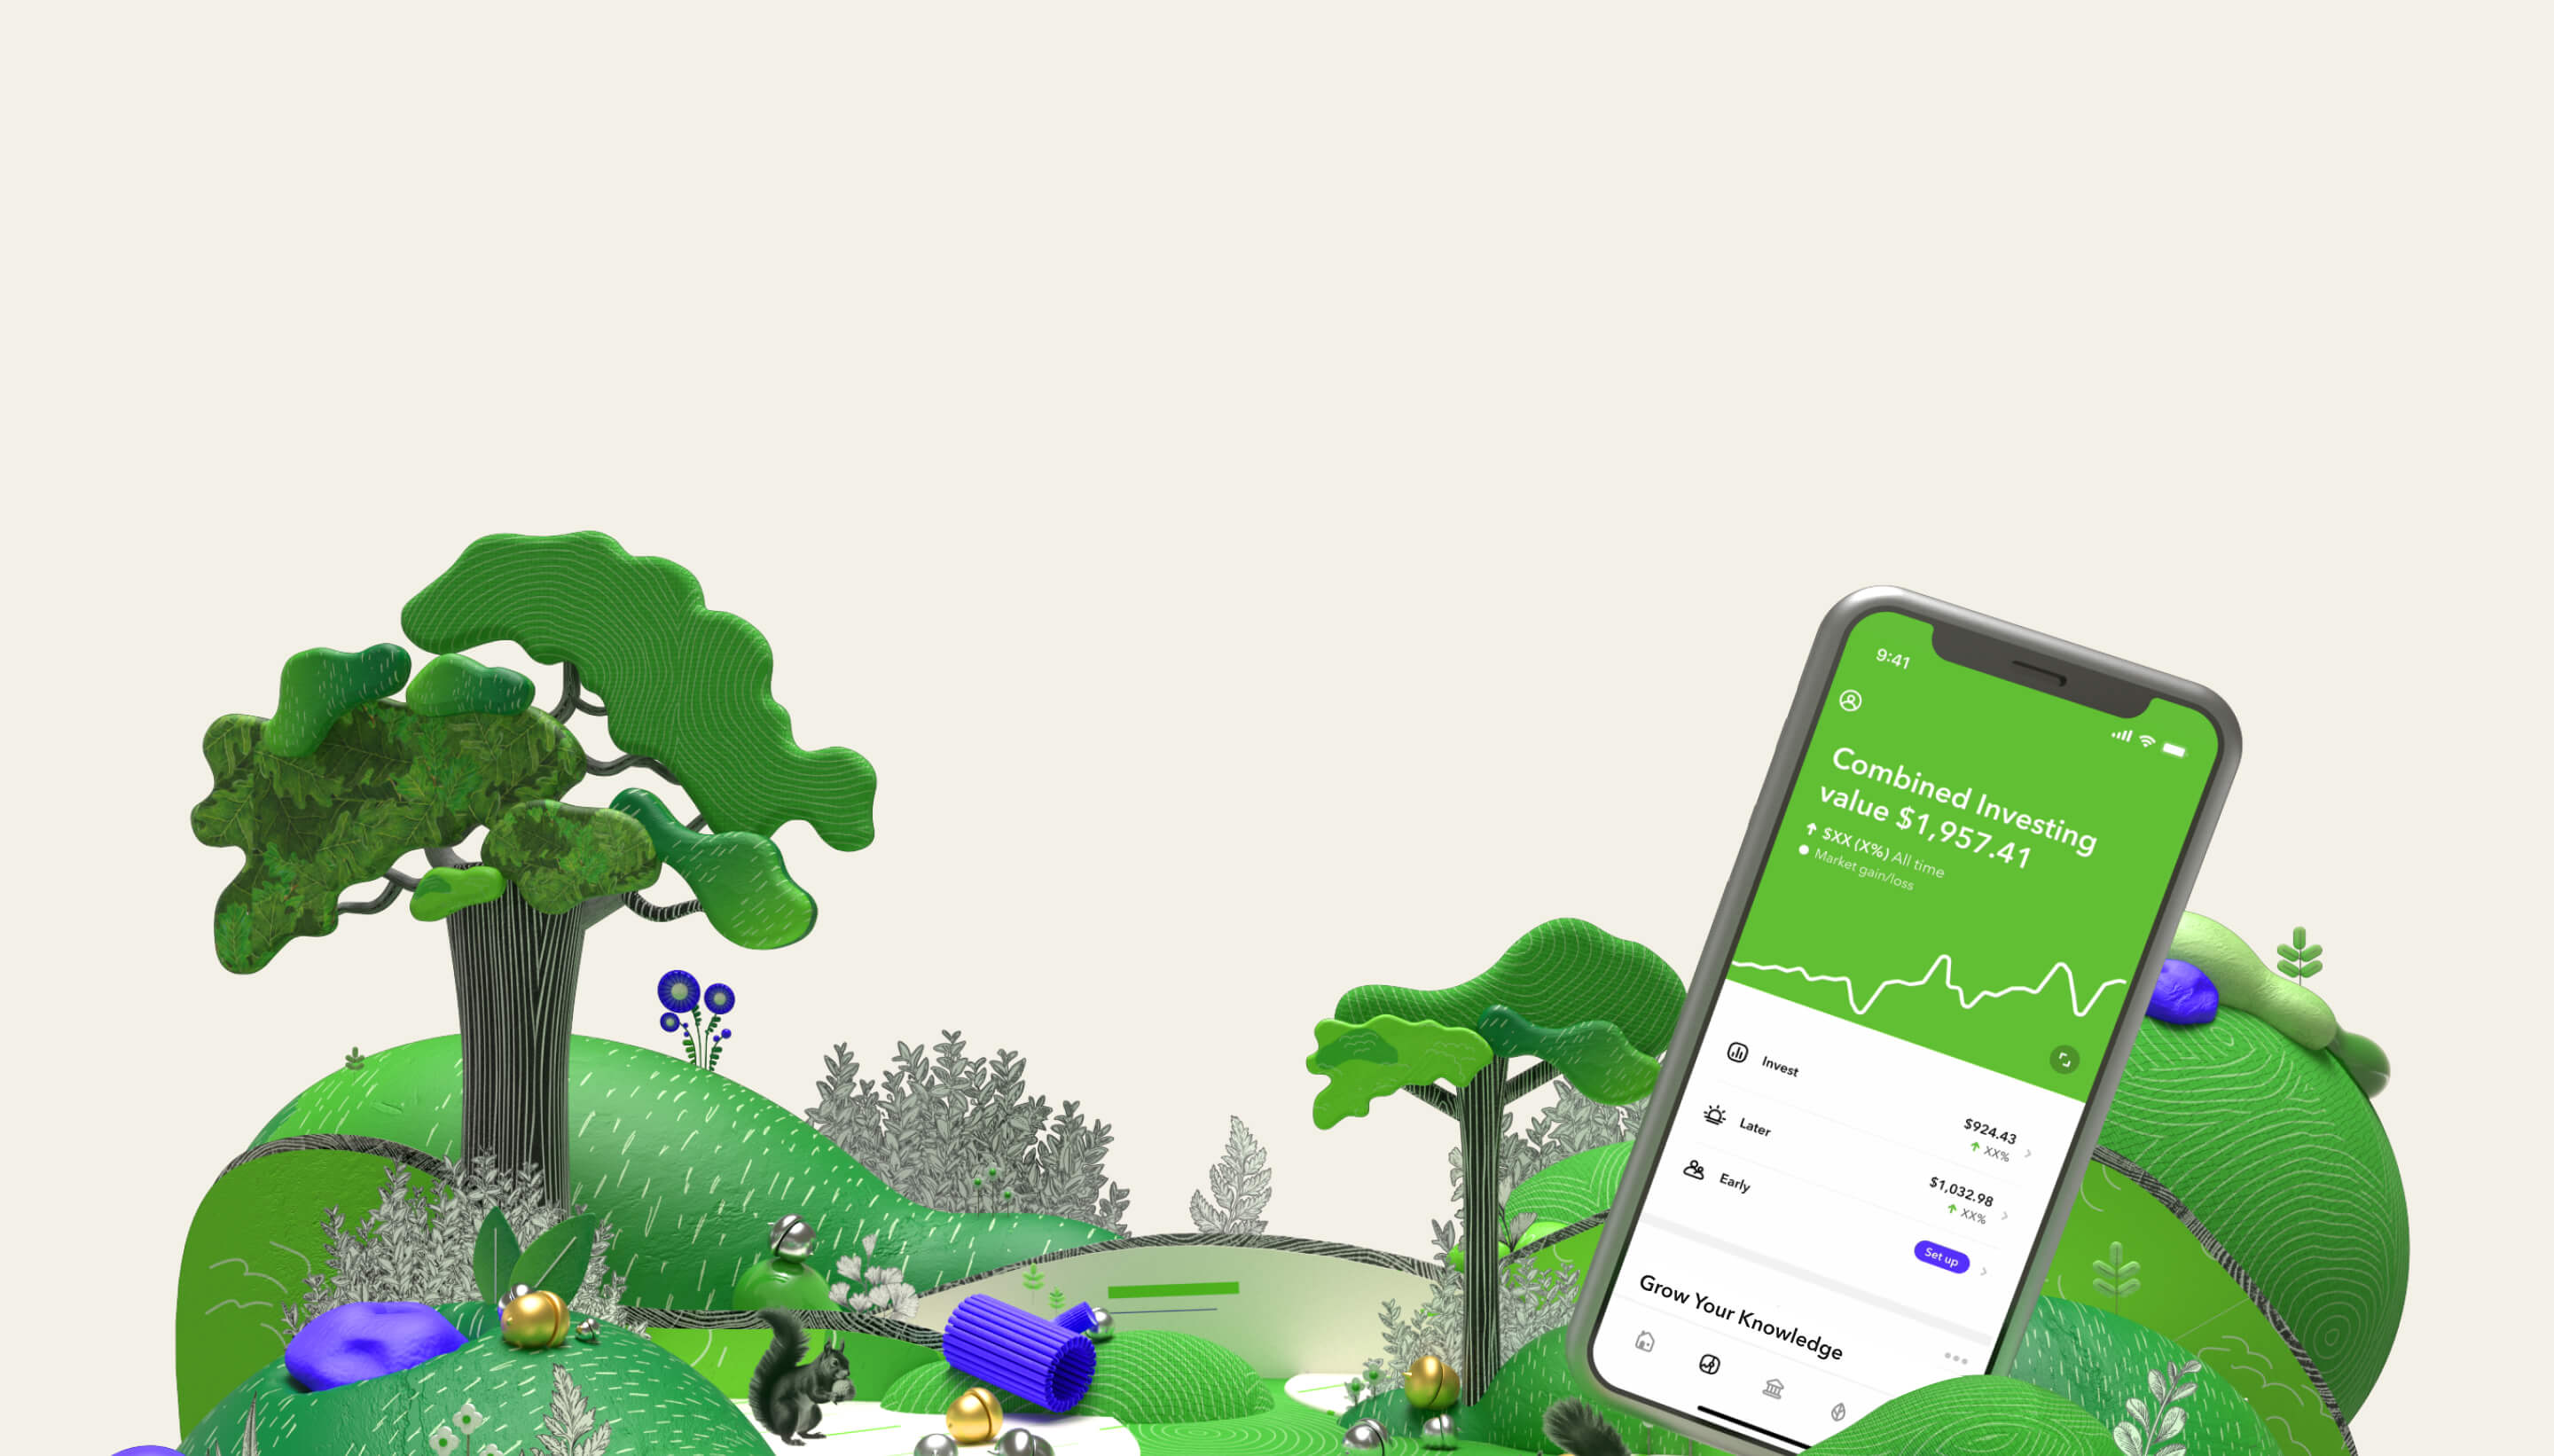 9:41
Combined Investing
value $1,957.41
↑ $XX (X%) All time
Market gain/loss
Invest
$924.43
↑ XX%
Later
$1,032.98
↑ XX%
Early
Set up
Grow Your Knowledge